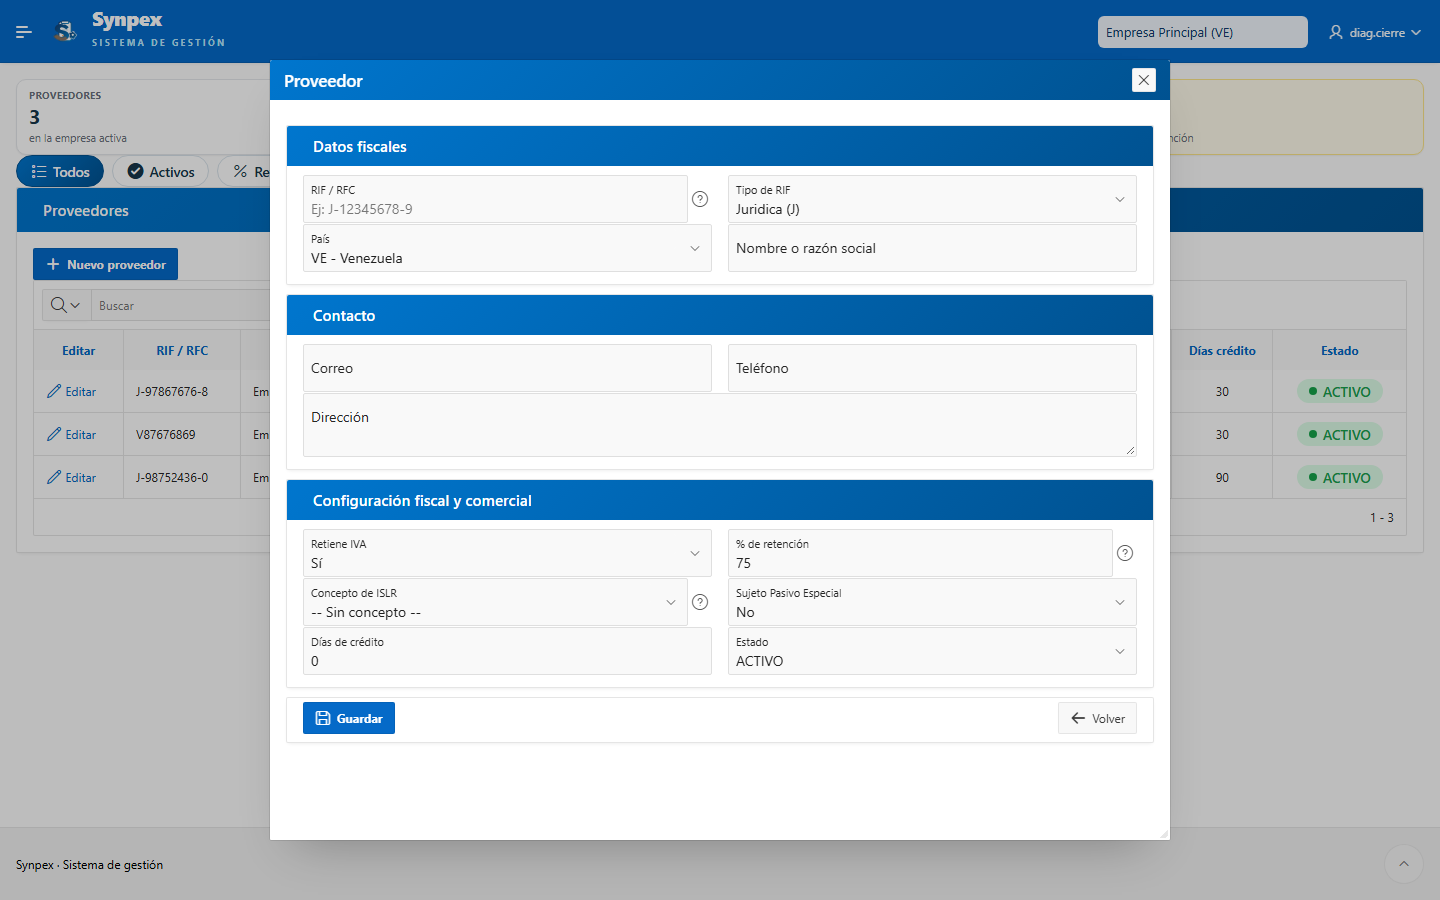 Synpex
SISTEMA DE GESTIÓN
Empresa Principal (VE)
diag.cierre
PROVEEDORES
3
en la empresa activa
Todos
Activos
Proveedores
Nuevo proveedor
Buscar
Editar RIF / RFC Días crédito Estado
Editar J-97867676-8 30 ACTIVO
Editar V87676869 30 ACTIVO
Editar J-98752436-0 90 ACTIVO
1 - 3
Proveedor
Datos fiscales
RIF / RFC
Ej: J-12345678-9
Tipo de RIF
Juridica (J)
País
VE - Venezuela
Nombre o razón social
Contacto
Correo
Teléfono
Dirección
Configuración fiscal y comercial
Retiene IVA
Sí
% de retención
75
Concepto de ISLR
-- Sin concepto --
Sujeto Pasivo Especial
No
Días de crédito
0
Estado
ACTIVO
Guardar
Volver
Synpex · Sistema de gestión